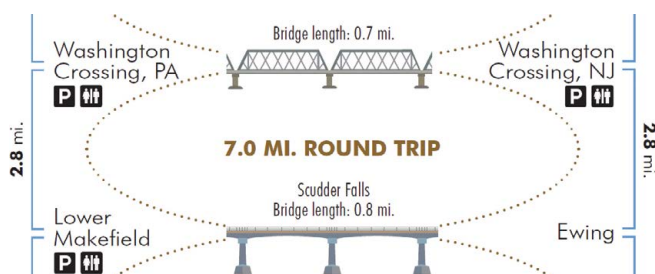 Bridge length: 0.7 mi.
Washington
Crossing, PA
P
Washington
Crossing, NJ
P
2.8 mi.
7.0 MI. ROUND TRIP
2.8 mi.
Scudder Falls
Bridge length: 0.8 mi.
Lower
Makefield
P
Ewing